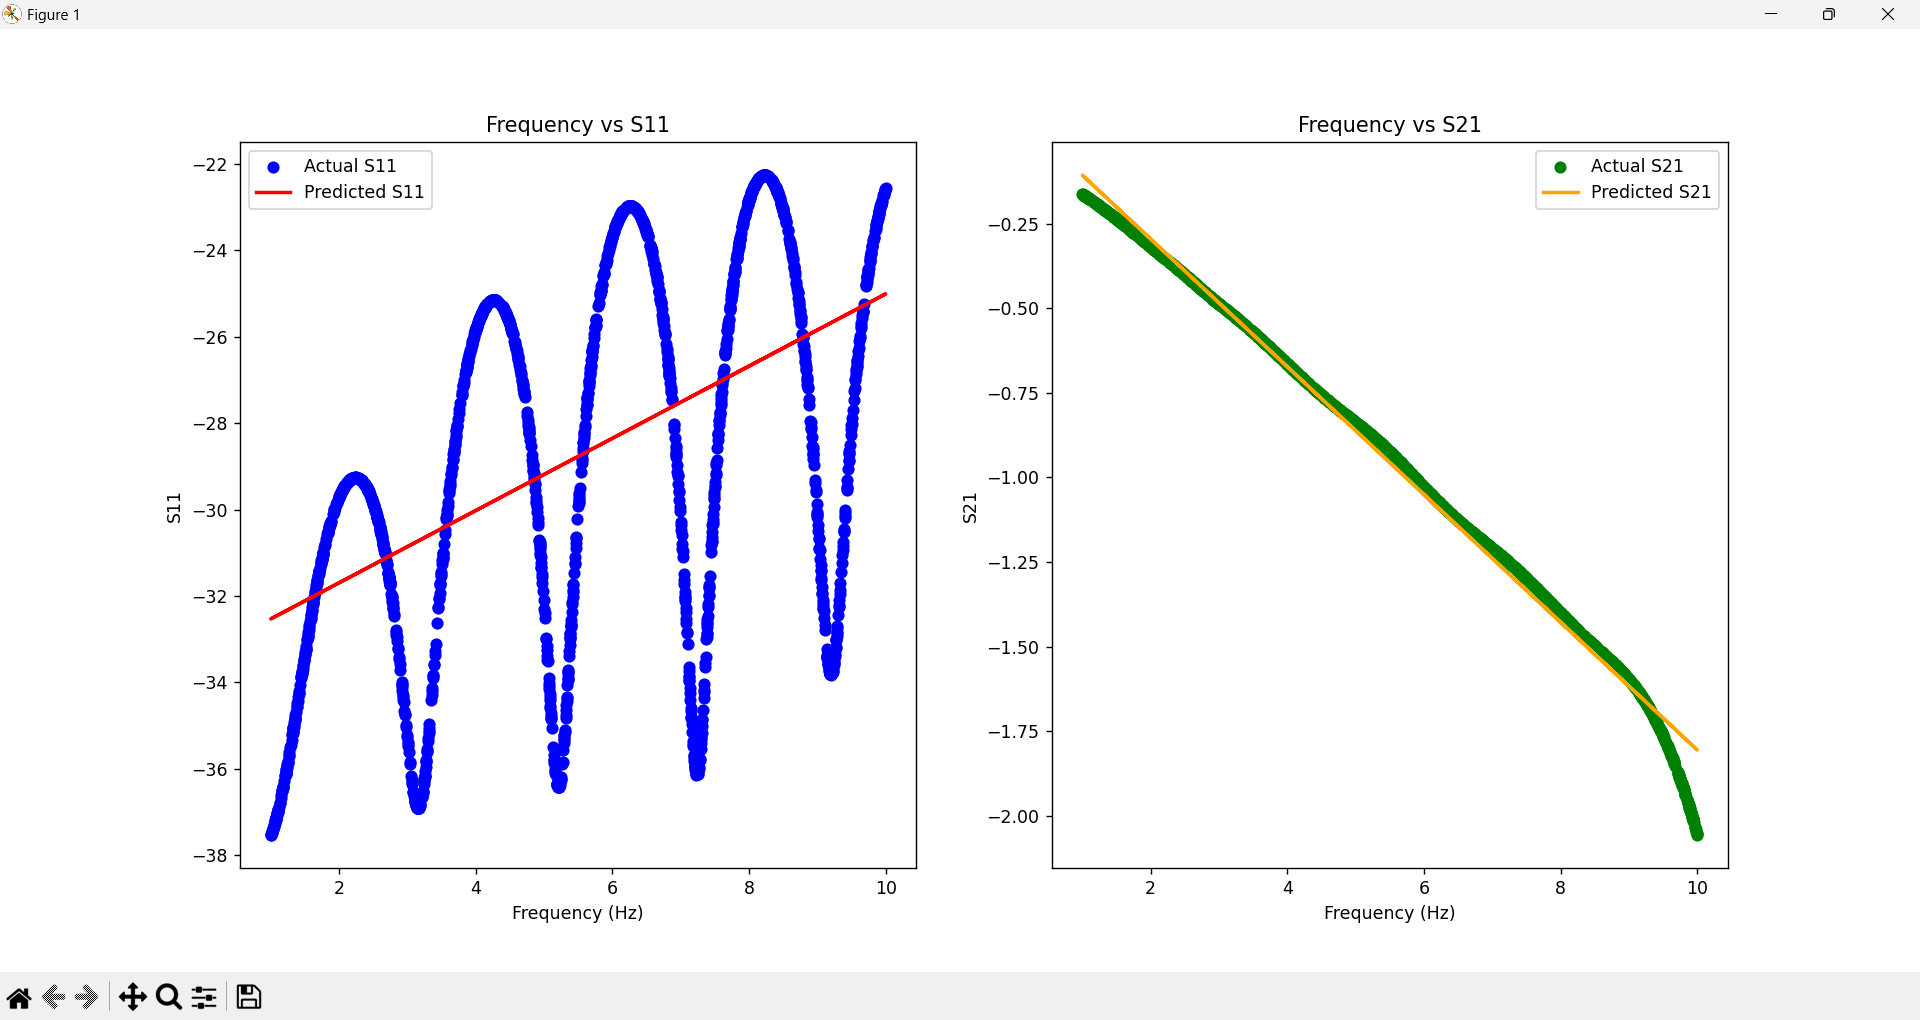 Figure 1
Frequency vs S11
Actual S11
Predicted S11
−22
−24
−26
−28
−30
−32
−34
−36
−38
S11
2
4
6
8
10
Frequency (Hz)
Frequency vs S21
Actual S21
Predicted S21
−0.25
−0.50
−0.75
−1.00
−1.25
−1.50
−1.75
−2.00
S21
2
4
6
8
10
Frequency (Hz)